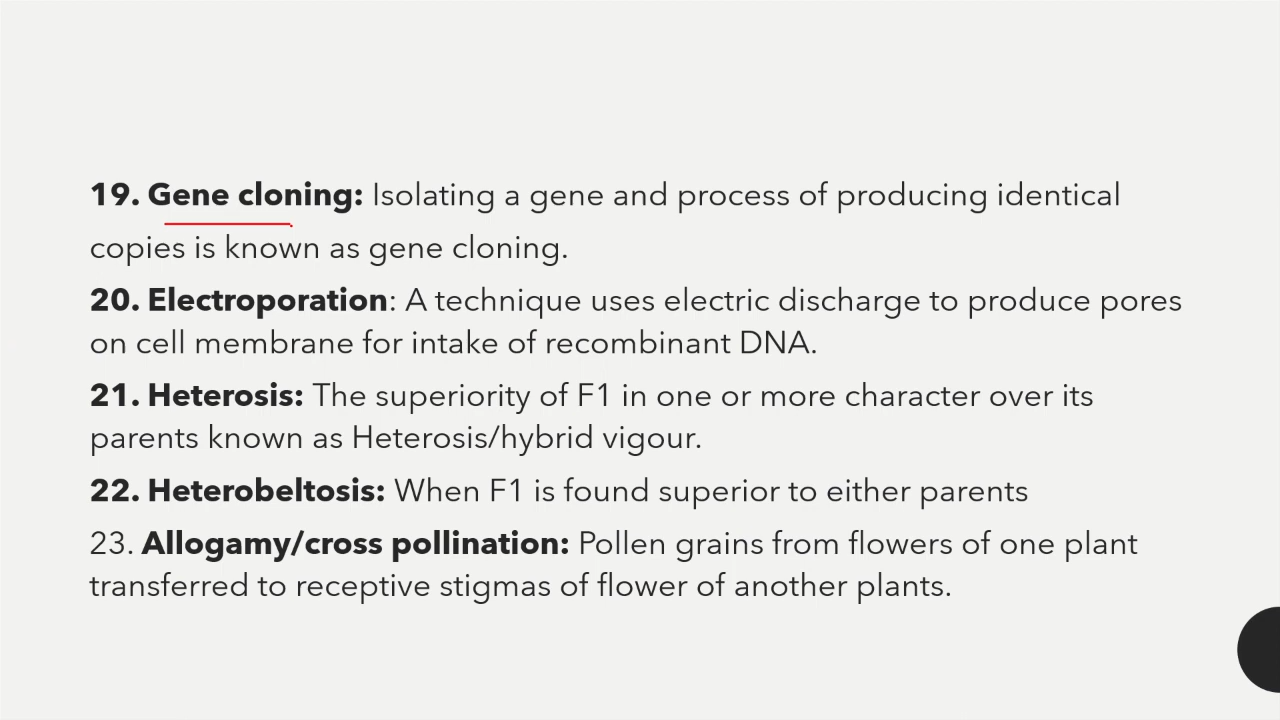 19. Gene cloning: Isolating a gene and process of producing identical
copies is known as gene cloning.
20. Electroporation: A technique uses electric discharge to produce pores
on cell membrane for intake of recombinant DNA.
21. Heterosis: The superiority of F1 in one or more character over its
parents known as Heterosis/hybrid vigour.
22. Heterobeltosis: When F1 is found superior to either parents
23. Allogamy/cross pollination: Pollen grains from flowers of one plant
transferred to receptive stigmas of flower of another plants.